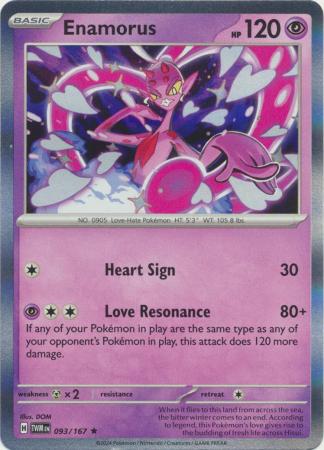 BASIC
Enamorus
HP 120
NO. 0905 Love-Hate Pokémon HT: 5'3" WT: 105.8 lbs.
Heart Sign 30
Love Resonance 80+
If any of your Pokémon in play are the same type as any of
your opponent's Pokémon in play, this attack does 120 more
damage.
weakness ×2 resistance retreat
Illus. DOM
H TWM EN 093/167 ★
When it flies to this land from across the sea,
the bitter winter comes to an end. According
to legend, this Pokémon's love gives rise
to the budding of fresh life across Hisui.
©2024 Pokémon / Nintendo / Creatures / GAME FREAK